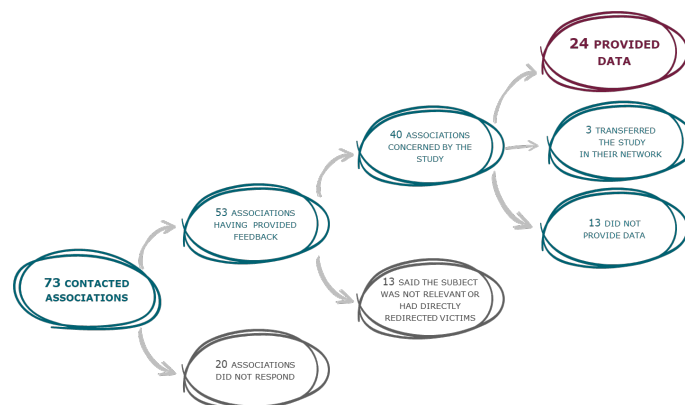 24 PROVIDED
DATA
40 ASSOCIATIONS
CONCERNED BY THE
STUDY
3 TRANSFERRED
THE STUDY
IN THEIR NETWORK
53 ASSOCIATIONS
HAVING PROVIDED
FEEDBACK
13 DID NOT
PROVIDE DATA
73 CONTACTED
ASSOCIATIONS
13 SAID THE SUBJECT
WAS NOT RELEVANT OR
HAD DIRECTLY
REDIRECTED VICTIMS
20 ASSOCIATIONS
DID NOT RESPOND